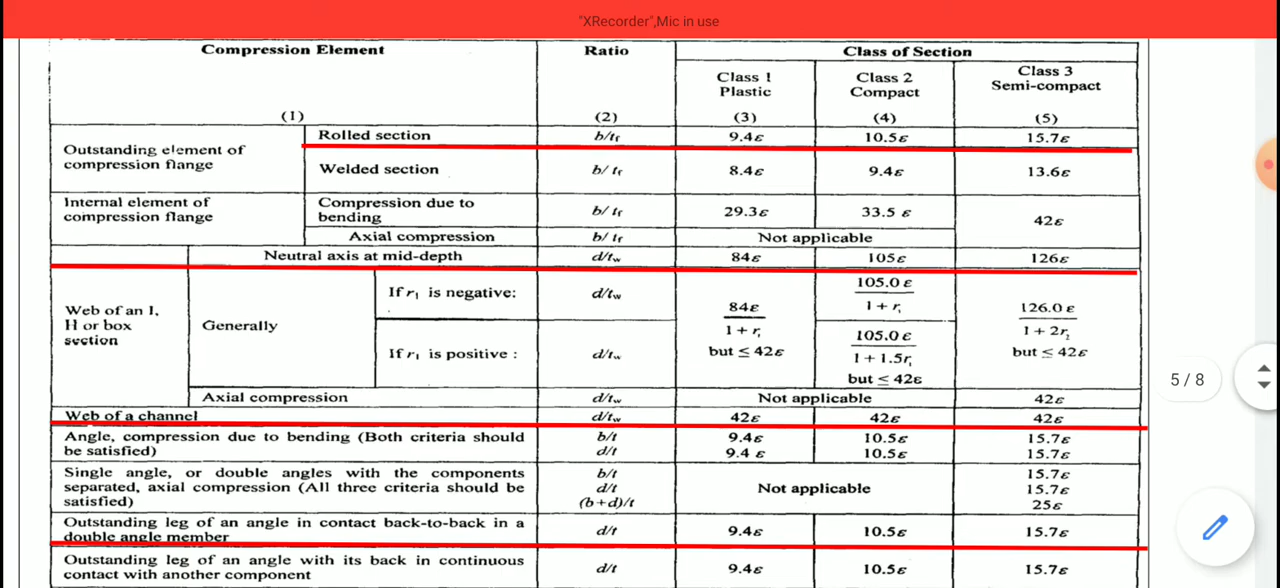 "XRecorder",Mic in use
Compression Element Ratio Class of Section
Class 1 Plastic Class 2 Compact Class 3 Semi-compact
(1) (2) (3) (4) (5)
Outstanding element of compression flange Rolled section b/tf 9.4ε 10.5ε 15.7ε
Welded section b/ tf 8.4ε 9.4ε 13.6ε
Internal element of compression flange Compression due to bending b/ tf 29.3ε 33.5 ε 42ε
Axial compression b/ tf Not applicable
Web of an I, H or box section Neutral axis at mid-depth d/tw 84ε 105ε 126ε
Generally If r1 is negative: d/tw 84ε / 1 + r1 but ≤ 42ε 105.0 ε / 1 + r1 126.0 ε / 1 + 2r2 but ≤ 42ε
If r1 is positive : d/tw 105.0 ε / 1 + 1.5r1 but ≤ 42ε
Axial compression d/tw Not applicable 42ε
Web of a channel d/tw 42ε 42ε 42ε
Angle, compression due to bending (Both criteria should b/t 9.4ε 10.5ε 15.7ε
be satisfied) d/t 9.4 ε 10.5ε 15.7ε
Single angle, or double angles with the components b/t 15.7ε
separated, axial compression (All three criteria should be d/t Not applicable 15.7ε
satisfied) (b+d)/t 25ε
Outstanding leg of an angle in contact back-to-back in a
double angle member d/t 9.4ε 10.5ε 15.7ε
Outstanding leg of an angle with its back in continuous
contact with another component d/t 9.4ε 10.5ε 15.7ε
5 / 8